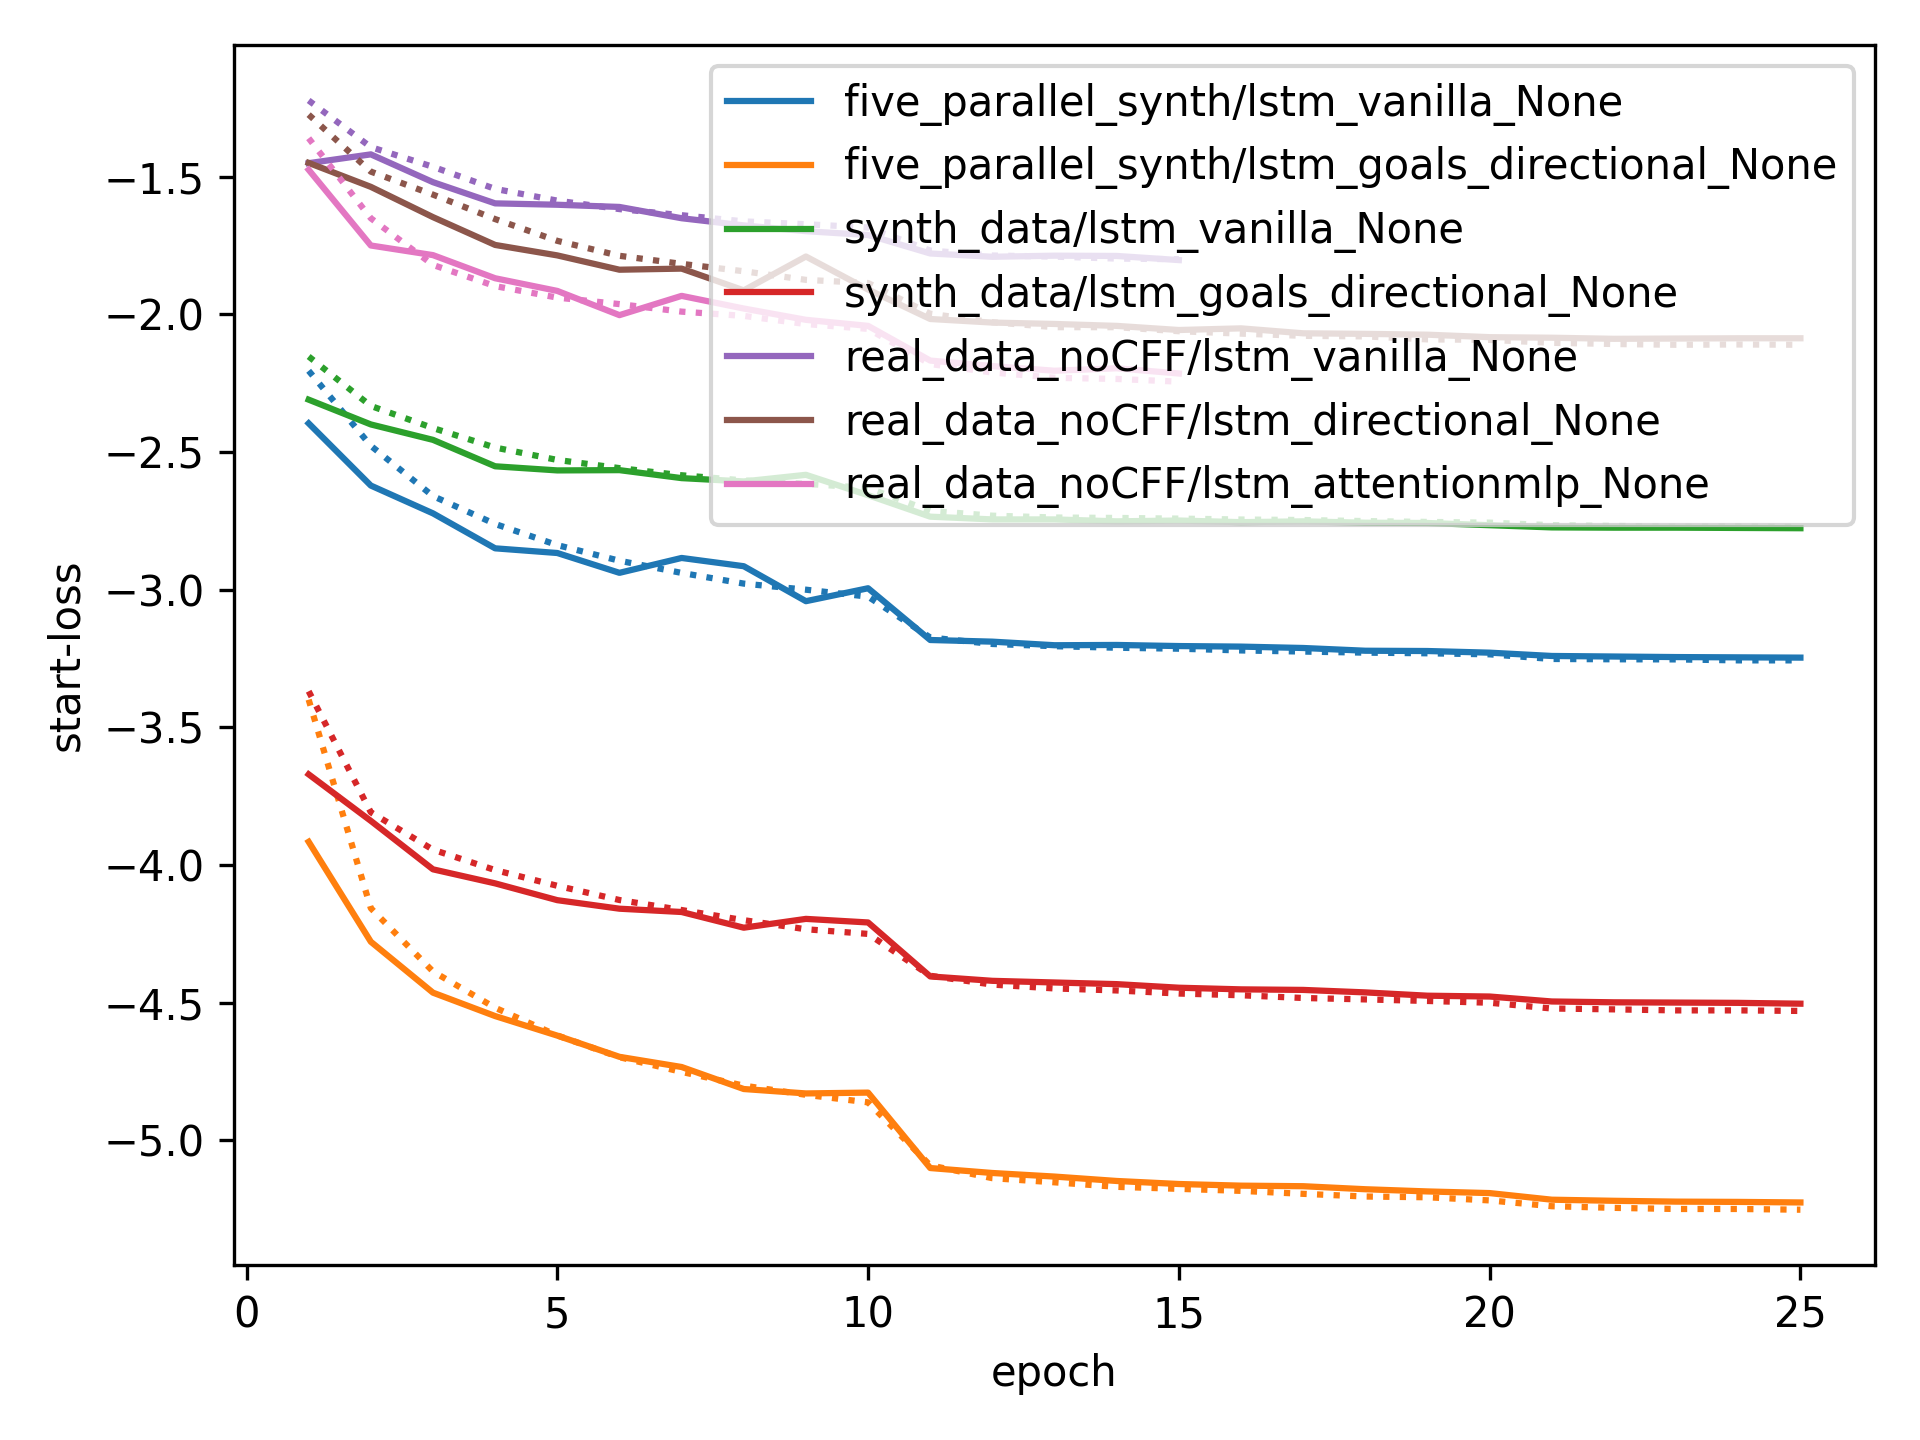 five_parallel_synth/lstm_vanilla_None
five_parallel_synth/lstm_goals_directional_None
synth_data/lstm_vanilla_None
synth_data/lstm_goals_directional_None
real_data_noCFF/lstm_vanilla_None
real_data_noCFF/lstm_directional_None
real_data_noCFF/lstm_attentionmlp_None
−1.5
−2.0
−2.5
−3.0
−3.5
−4.0
−4.5
−5.0
start-loss
0 5 10 15 20 25
epoch